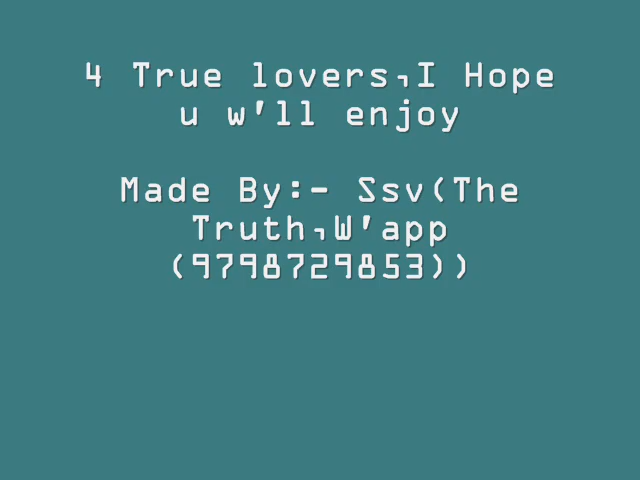 4 True lovers,I Hope
u w'll enjoy
Made By:- Ssv(The
Truth,W'app
(9798729853))